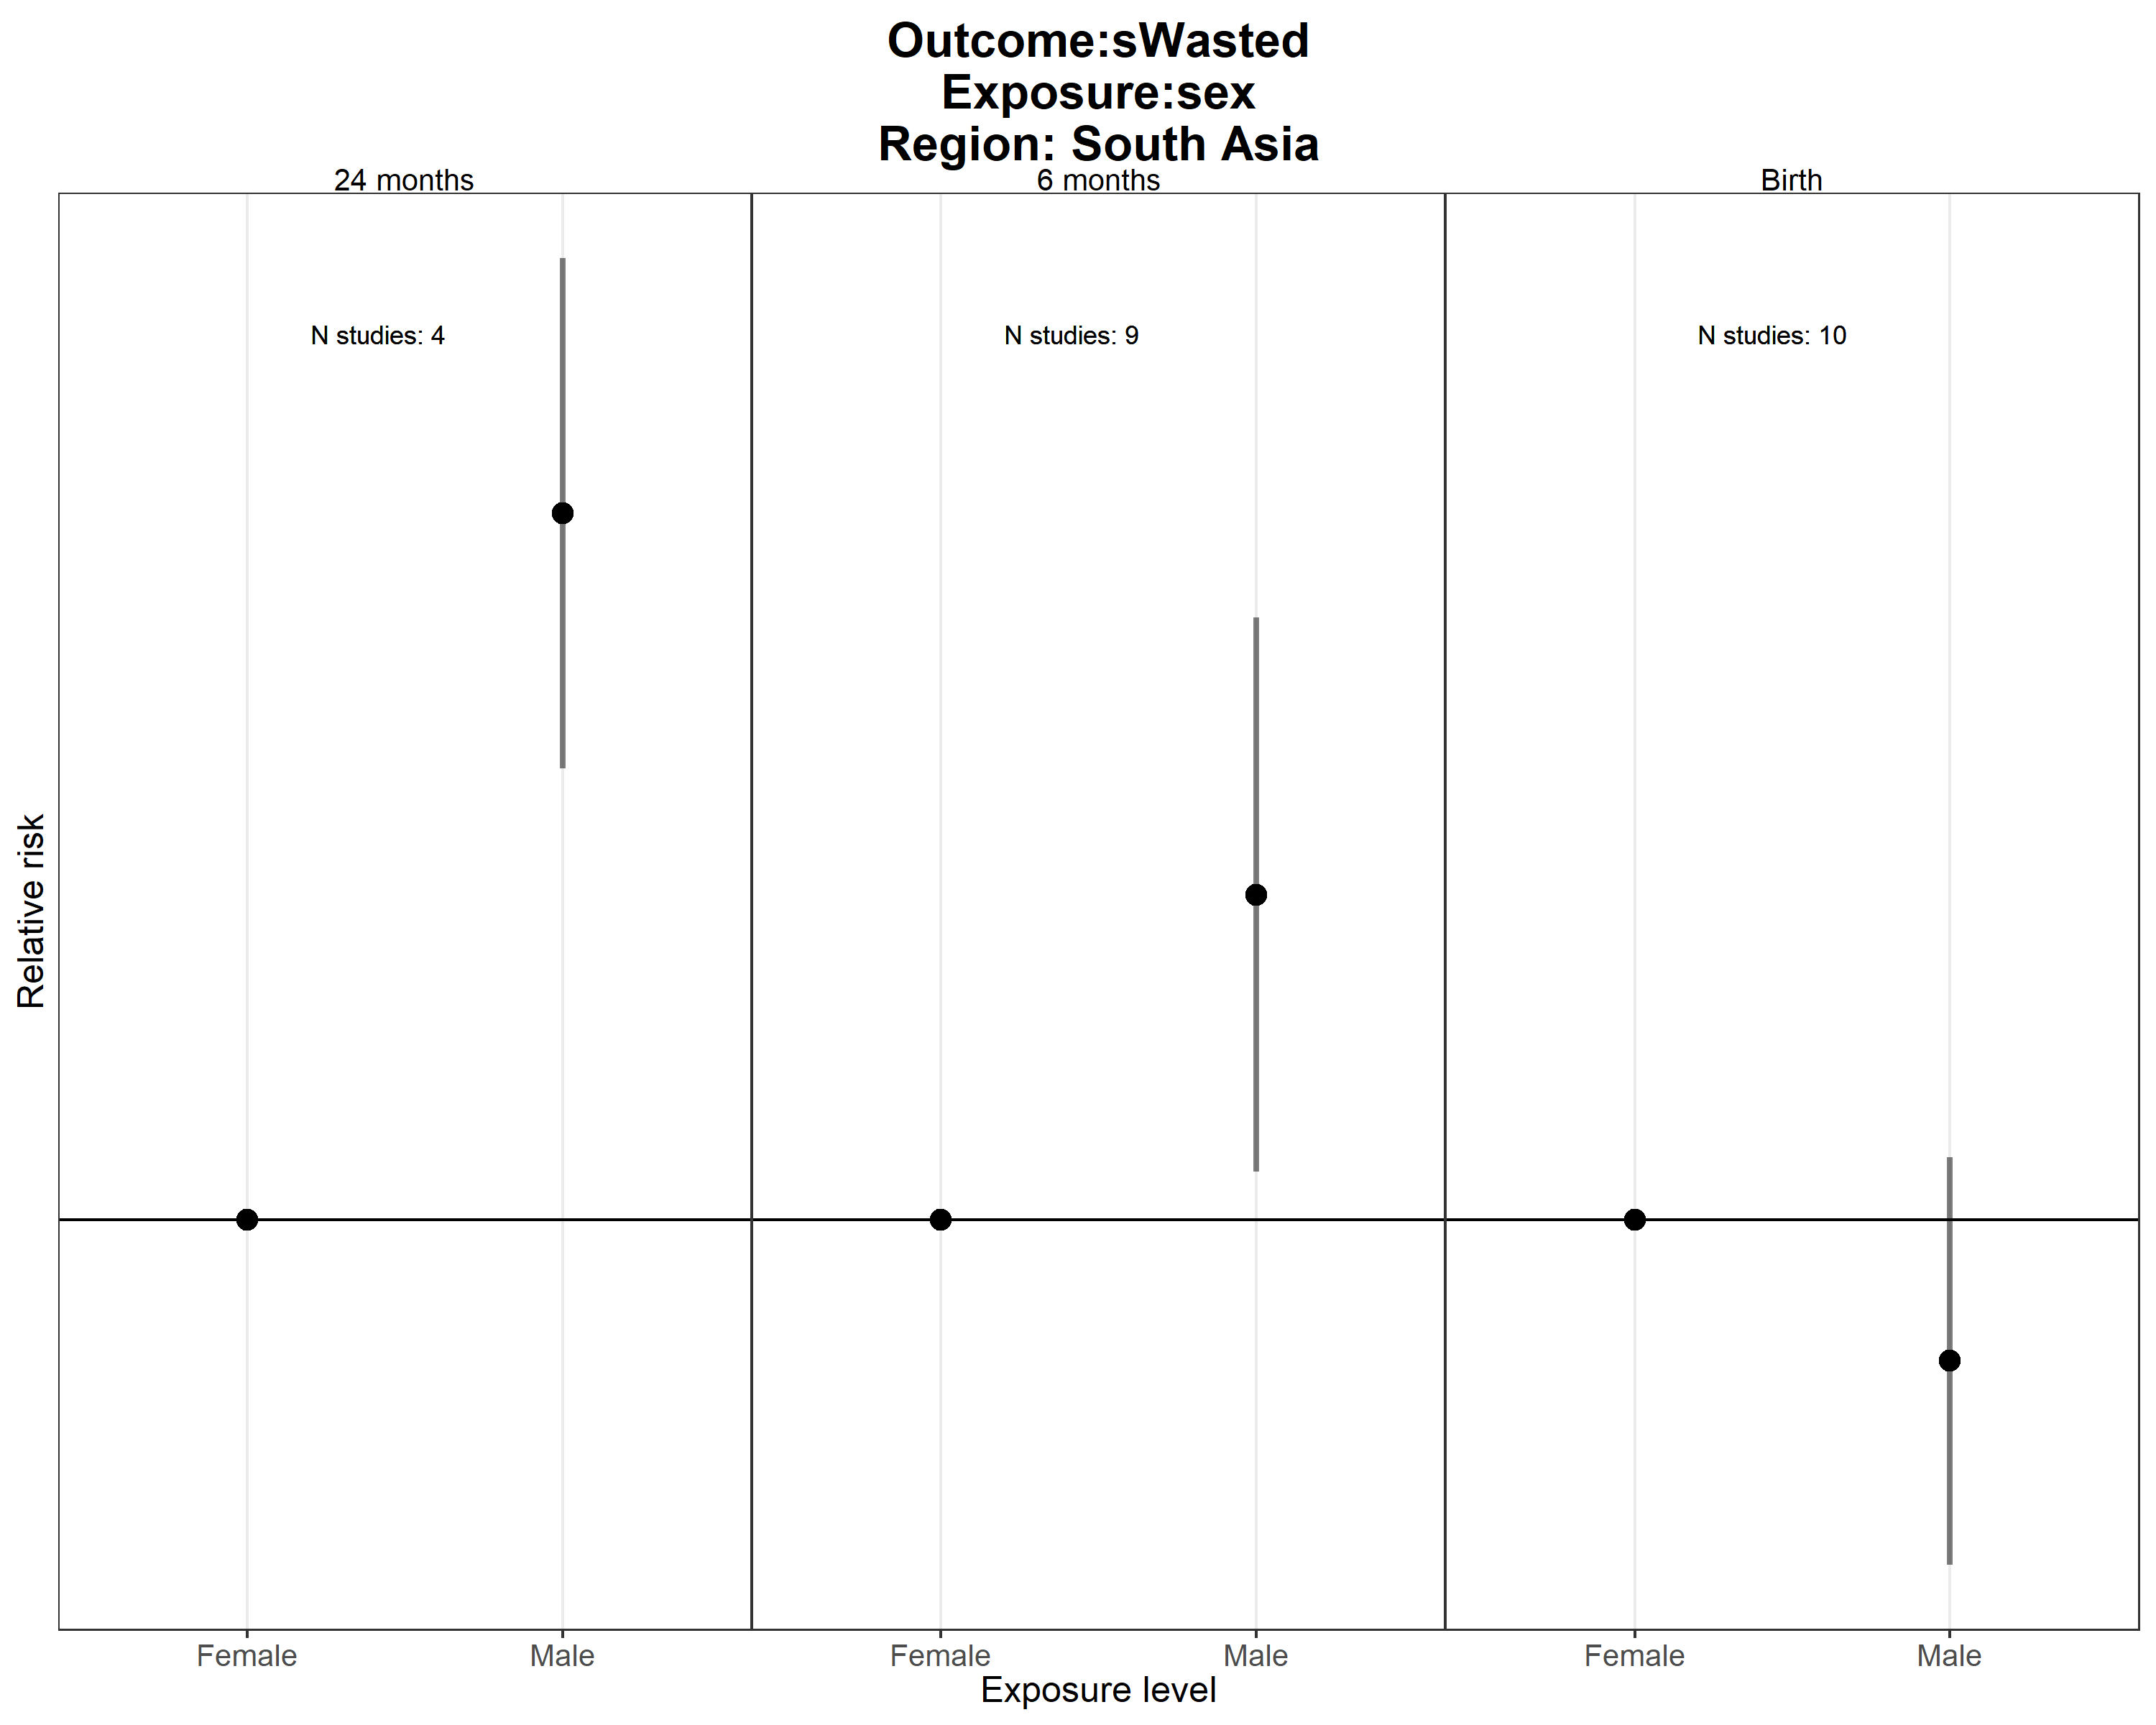 Outcome:sWasted
Exposure:sex
Region: South Asia
24 months
6 months
Birth
N studies: 4
N studies: 9
N studies: 10
Relative risk
Female
Male
Female
Male
Female
Male
Exposure level